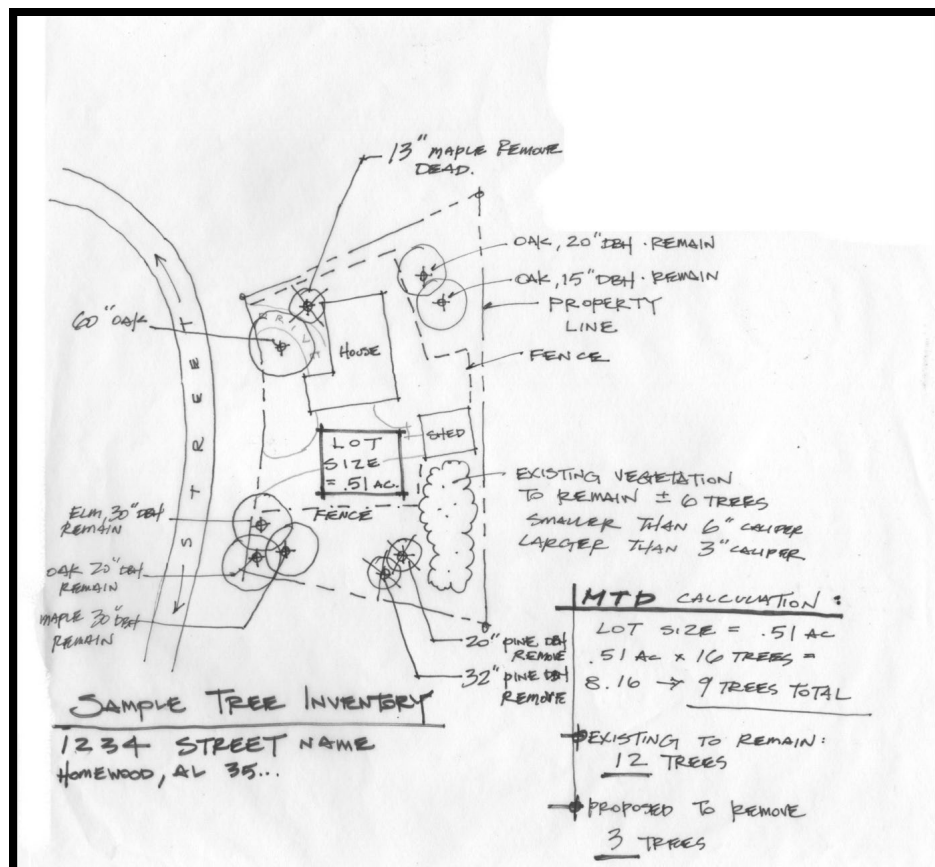 13" MAPLE REMOVE
DEAD.
OAK, 20" DBH · REMAIN
OAK, 15" DBH · REMAIN
PROPERTY
LINE
FENCE
60" OAK
DRIVE
HOUSE
STREET
SHED
LOT
SIZE
= .51 AC.
FENCE
EXISTING VEGETATION
TO REMAIN ± 6 TREES
SMALLER THAN 6" CALIPER
LARGER THAN 3" CALIPER
ELM, 30" DBH
REMAIN
OAK 20" DBH
REMAIN
MAPLE 30" DBH
REMAIN
20" PINE DBH
REMOVE
32" PINE DBH
REMOVE
MTD CALCULATION:
LOT SIZE = .51 AC
.51 AC x 16 TREES =
8.16 → 9 TREES TOTAL
EXISTING TO REMAIN:
12 TREES
PROPOSED TO REMOVE
3 TREES
SAMPLE TREE INVENTORY
1234 STREET NAME
HOMEWOOD, AL 35...